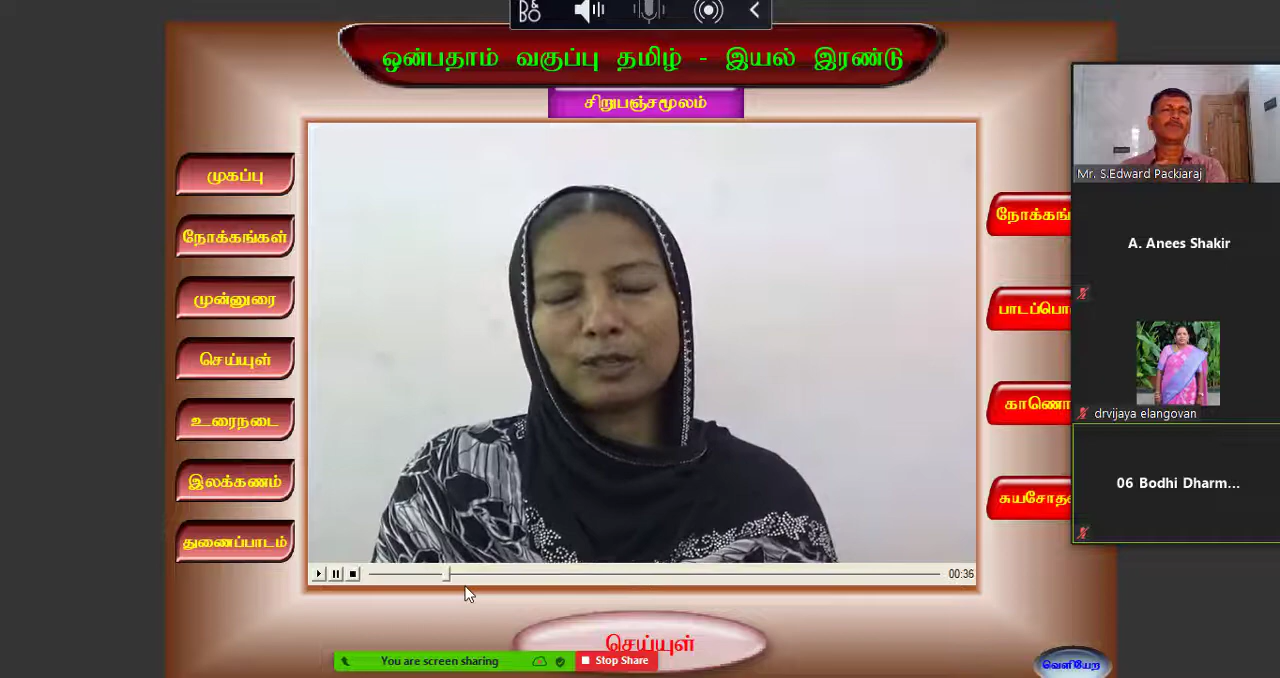 ஒன்பதாம் வகுப்பு தமிழ் - இயல் இரண்டு
சிறுபஞ்சமூலம்
முகப்பு
நோக்கங்கள்
முன்னுரை
செய்யுள்
உரைநடை
இலக்கணம்
துணைப்பாடம்
00:36
செய்யுள்
You are screen sharing
Stop Share
வெளியேற
Mr. S.Edward Packiaraj
A. Anees Shakir
drvijaya elangovan
06 Bodhi Dharm...